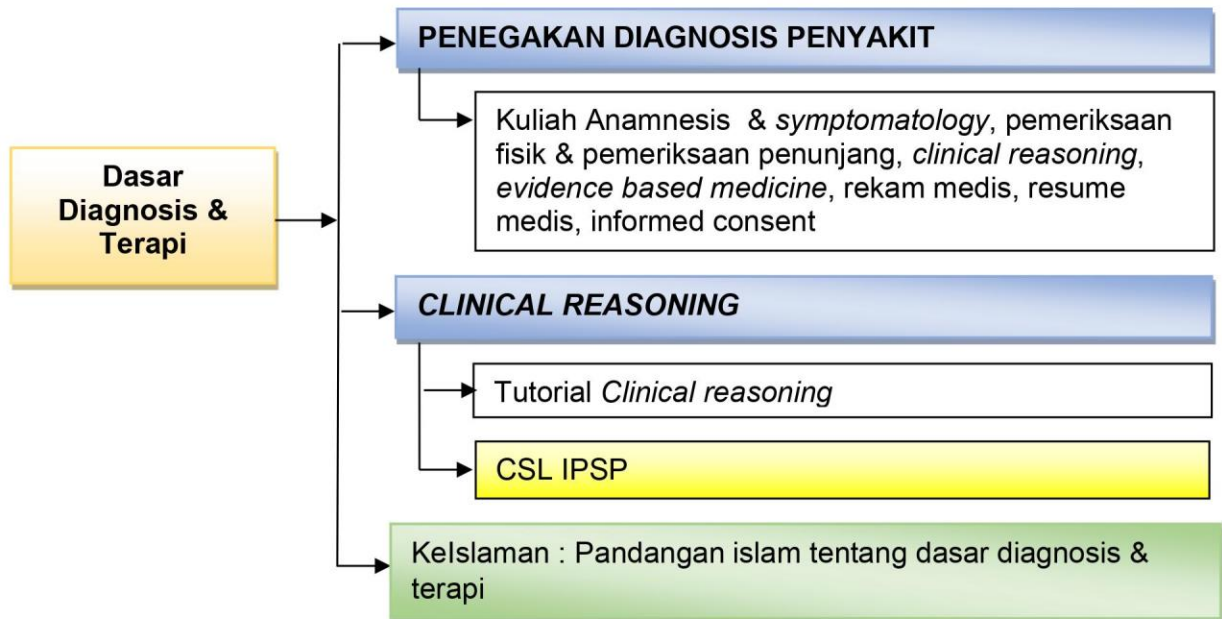 PENEGAKAN DIAGNOSIS PENYAKIT
Kuliah Anamnesis & symptomatology, pemeriksaan
fisik & pemeriksaan penunjang, clinical reasoning,
evidence based medicine, rekam medis, resume
medis, informed consent
Dasar
Diagnosis &
Terapi
CLINICAL REASONING
Tutorial Clinical reasoning
CSL IPSP
KeIslaman : Pandangan islam tentang dasar diagnosis &
terapi